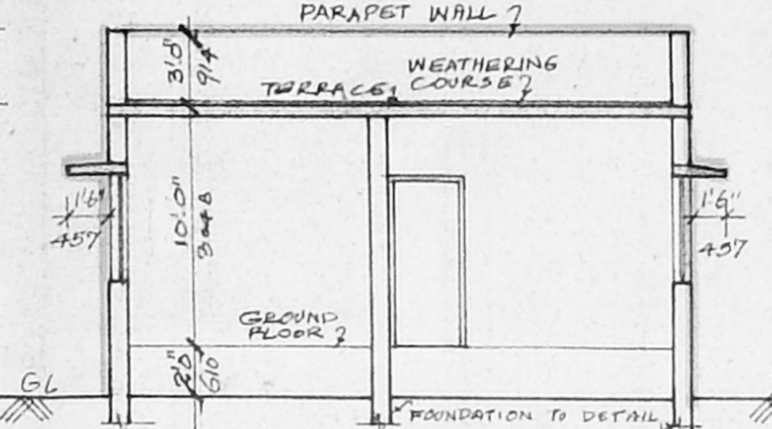 PARAPET WALL
3'0"
914
WEATHERING
COURSE
TERRACE
1'6"
457
10'0"
3048
1'6"
457
GROUND
FLOOR
2'0"
610
GL
FOUNDATION TO DETAIL